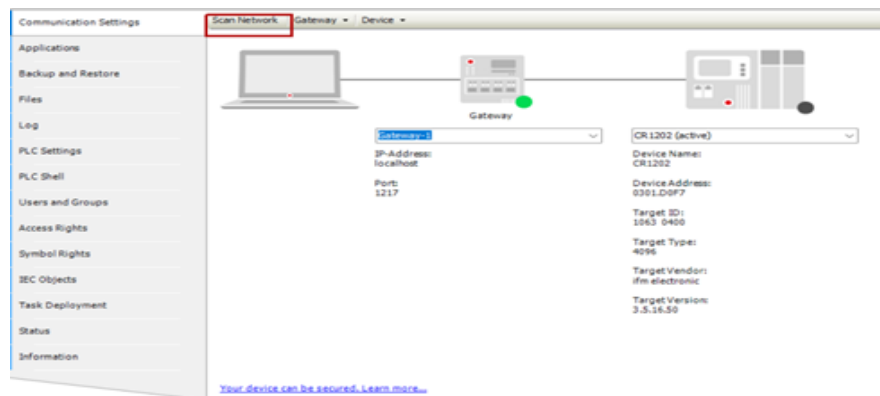 Communication Settings
Scan Network
Gateway
Device
Applications
Backup and Restore
Files
Log
PLC Settings
PLC Shell
Users and Groups
Access Rights
Symbol Rights
IEC Objects
Task Deployment
Status
Information
Gateway
Gateway-1
IP-Address:
localhost
Port:
1217
CR1202 (active)
Device Name:
CR1202
Device Address:
0301.D0F7
Target ID:
1063 0400
Target Type:
4096
Target Vendor:
ifm electronic
Target Version:
3.5.16.50
Your device can be secured. Learn more...